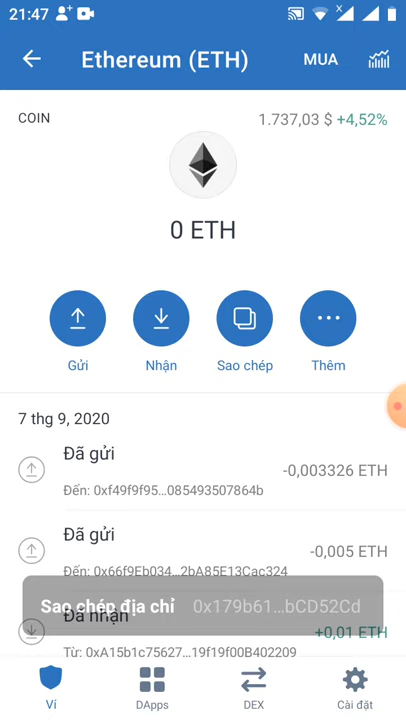 21:47
Ethereum (ETH)
MUA
COIN
1.737,03 $ +4,52%
0 ETH
Gửi
Nhận
Sao chép
Thêm
7 thg 9, 2020
Đã gửi
-0,003326 ETH
Đến: 0xf49f9f95...085493507864b
Đã gửi
-0,005 ETH
Đến: 0x66f9Eb034...2bA85E13Cac324
Sao chép địa chỉ 0x179b61...bCD52Cd
Đã nhận
+0,01 ETH
Từ: 0xA15b1c75627...19f19f00B402209
Ví
DApps
DEX
Cài đặt